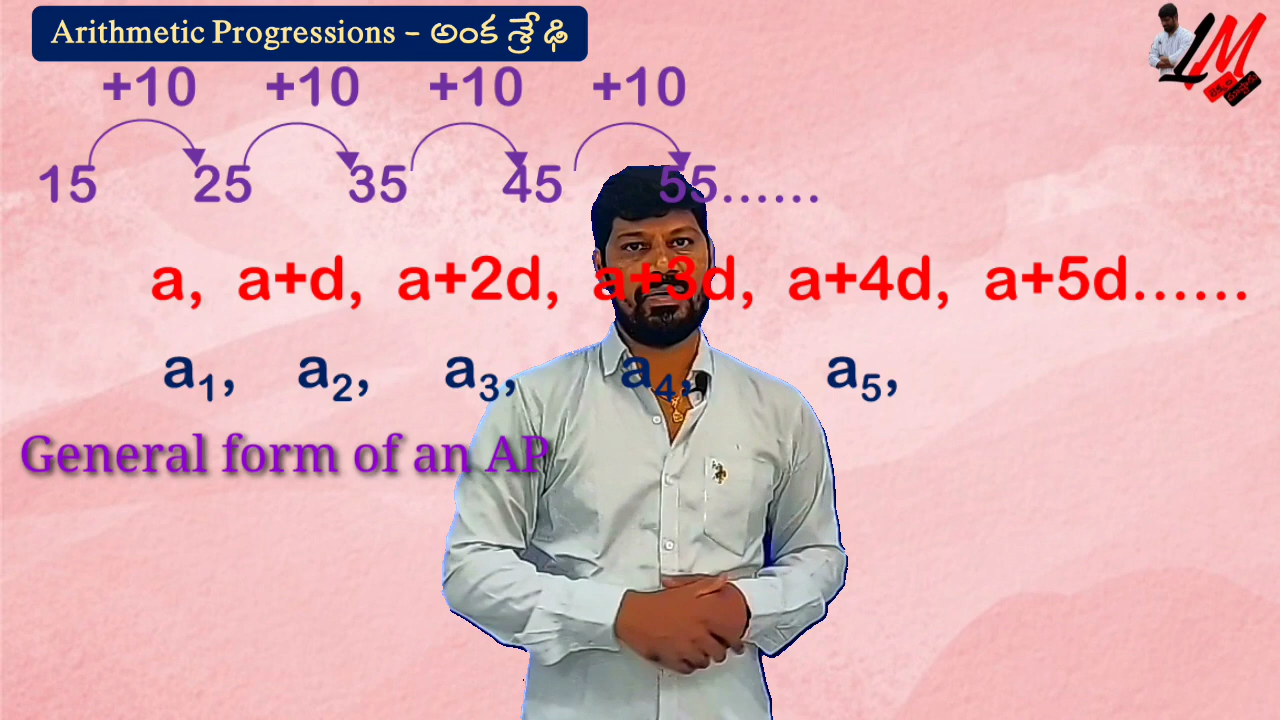 Arithmetic Progressions – అంక శ్రేఢి
+10 +10 +10 +10
15 25 35 45 55......
a, a+d, a+2d, a+3d, a+4d, a+5d......
a₁, a₂, a₃, a₄, a₅,
General form of an AP
LM